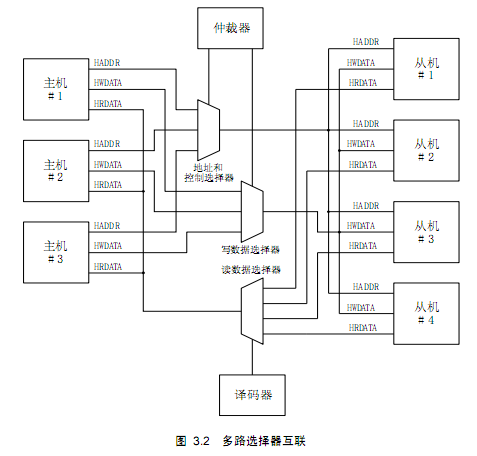 仲裁器
主机
#1
HADDR
HWDATA
HRDATA
主机
#2
HADDR
HWDATA
HRDATA
主机
#3
HADDR
HWDATA
HRDATA
地址和
控制选择器
写数据选择器
读数据选择器
HADDR
HWDATA
HRDATA
从机
#1
HADDR
HWDATA
HRDATA
从机
#2
HADDR
HWDATA
HRDATA
从机
#3
HADDR
HWDATA
HRDATA
从机
#4
译码器
图 3.2 多路选择器互联